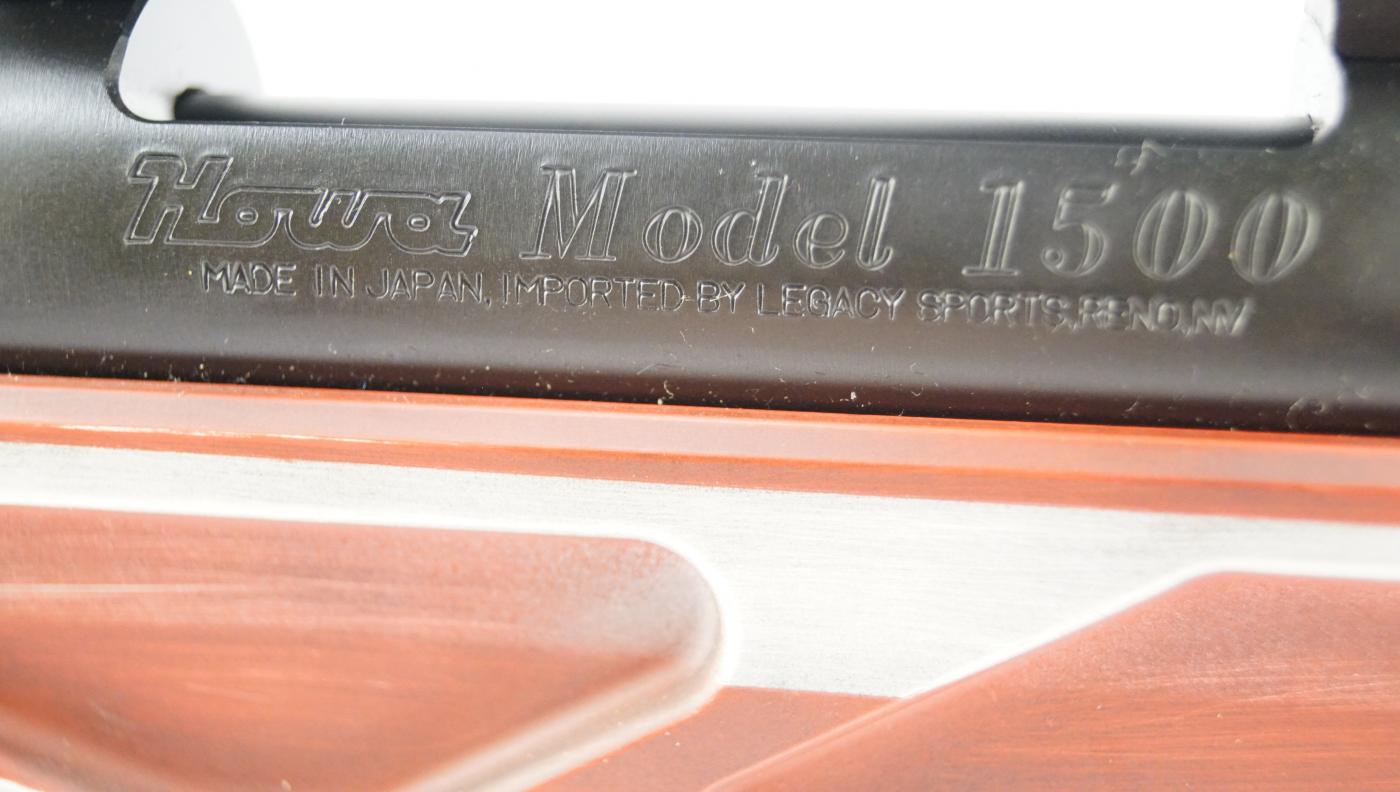 Howa Model 1500
MADE IN JAPAN, IMPORTED BY LEGACY SPORTS,RENO,NV